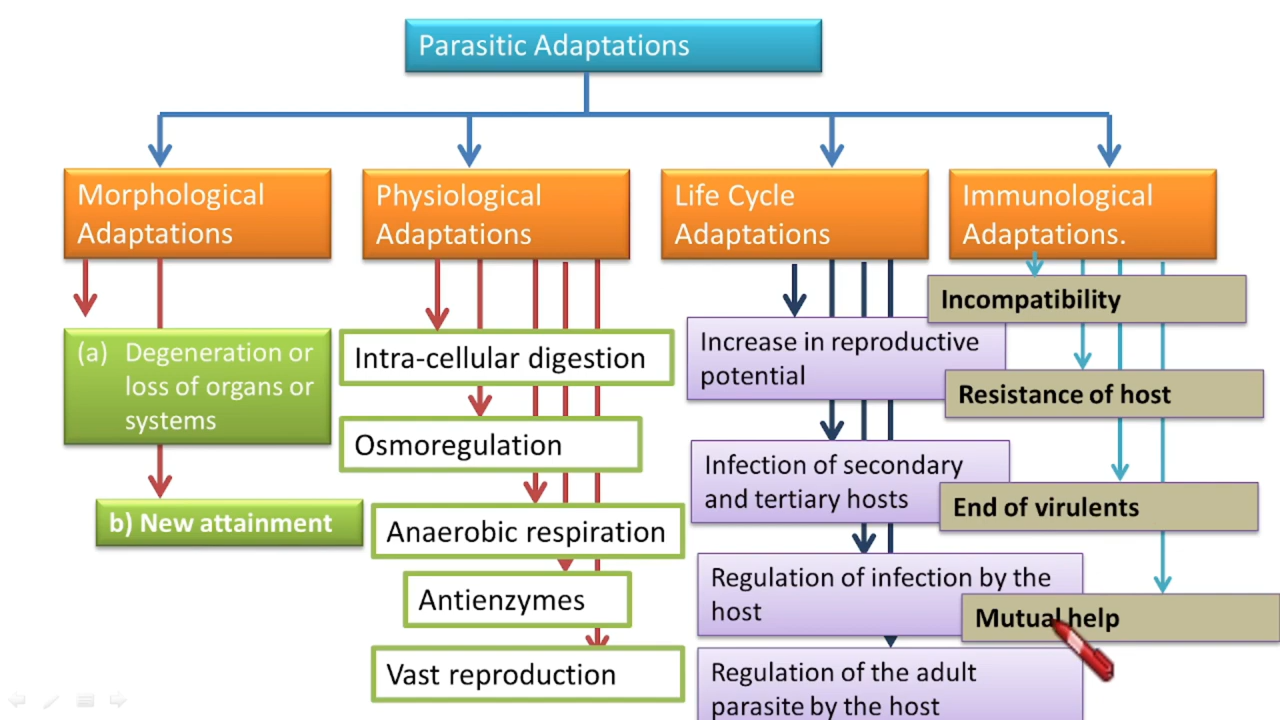 Parasitic Adaptations
Morphological
Adaptations
Physiological
Adaptations
Life Cycle
Adaptations
Immunological
Adaptations.
(a) Degeneration or
loss of organs or
systems
b) New attainment
Intra-cellular digestion
Osmoregulation
Anaerobic respiration
Antienzymes
Vast reproduction
Increase in reproductive
potential
Infection of secondary
and tertiary hosts
Regulation of infection by the
host
Regulation of the adult
parasite by the host
Incompatibility
Resistance of host
End of virulents
Mutual help